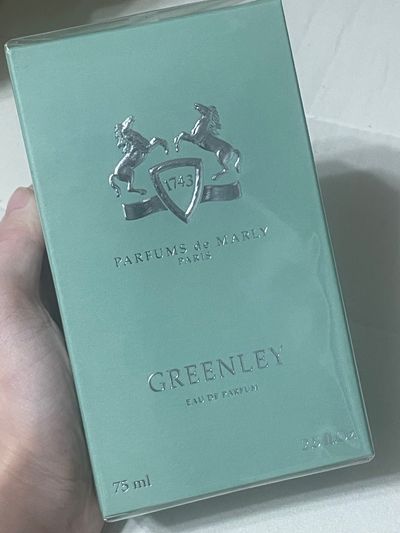 1743
PARFUMS de MARLY
PARIS
GREENLEY
EAU DE PARFUM
75 ml